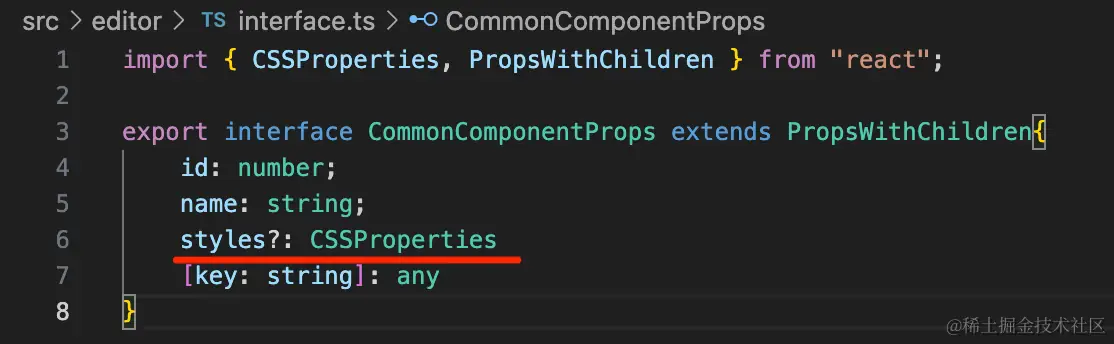 src > editor > TS interface.ts > CommonComponentProps
1 import { CSSProperties, PropsWithChildren } from "react";
2
3 export interface CommonComponentProps extends PropsWithChildren{
4 id: number;
5 name: string;
6 styles?: CSSProperties
7 [key: string]: any
8 }
@稀土掘金技术社区